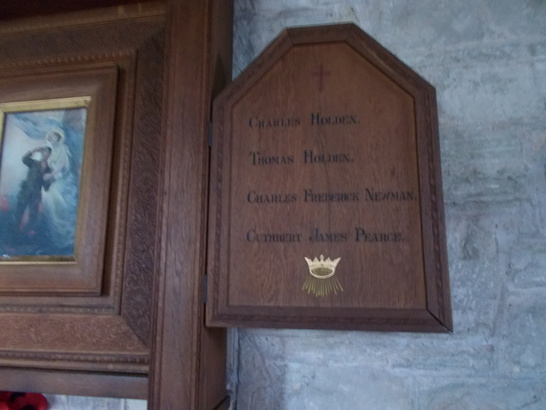 Charles Holden.
Thomas Holden.
Charles Frederick Newman.
Cuthbert James Pearce.